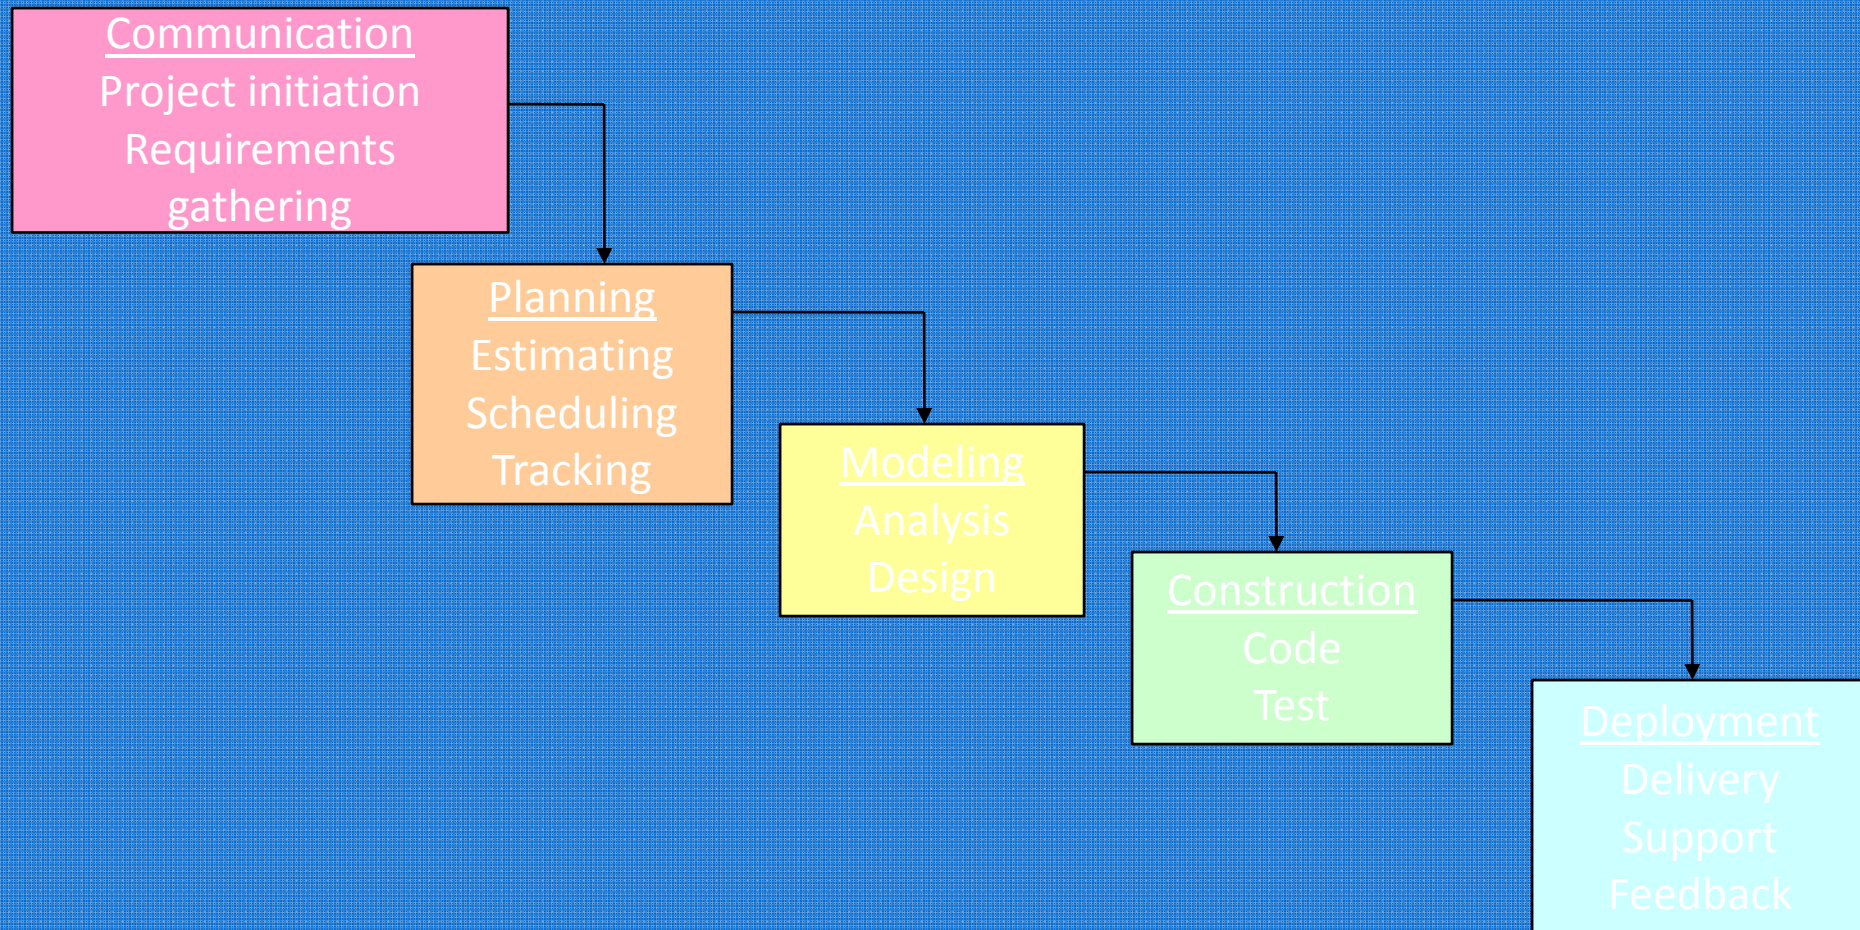 Communication
Project initiation
Requirements
gathering
Planning
Estimating
Scheduling
Tracking
Modeling
Analysis
Design
Construction
Code
Test
Deployment
Delivery
Support
Feedback